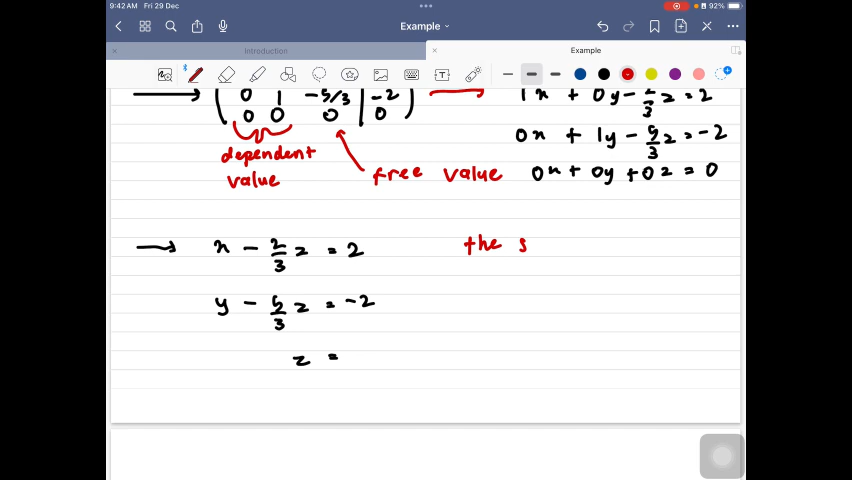 9:42 AM Fri 29 Dec
92%
Example
Introduction
Example
0 1 -5/3 | -2
1x + 0y - 2/3 z = 2
0 0 0 | 0
0x + 1y - 5/3 z = -2
dependent
value
free value
0x + 0y + 0z = 0
x - 2/3 z = 2
the s
y - 5/3 z = -2
z =